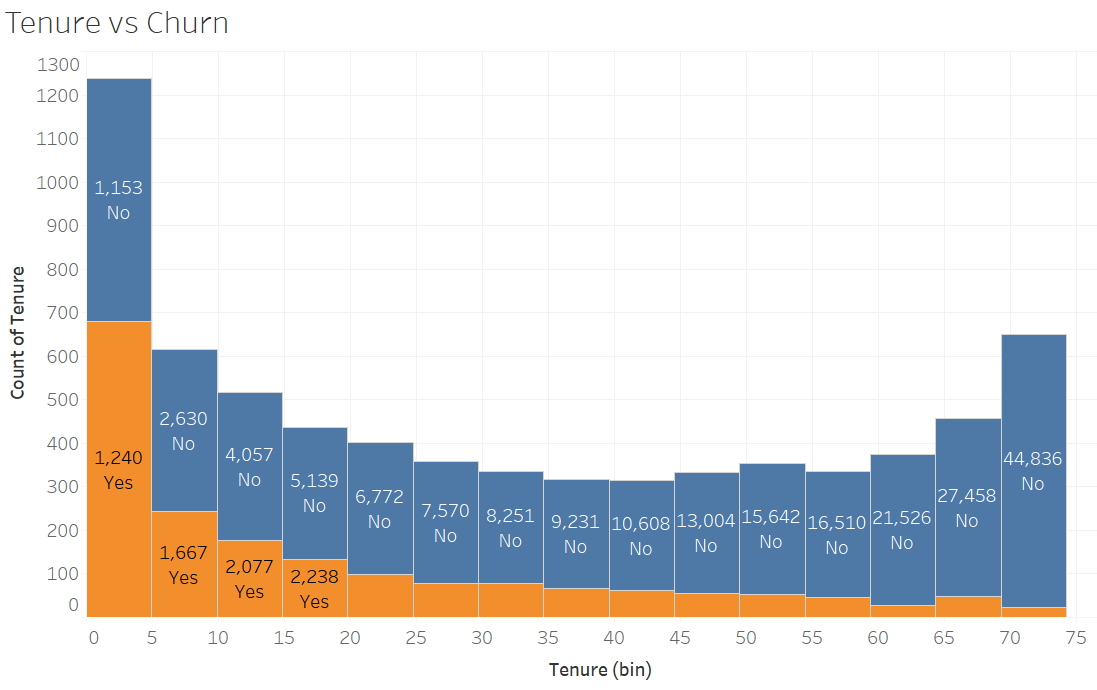 Tenure vs Churn
1300
1200
1100
1000
900
800
700
600
500
400
300
200
100
0
Count of Tenure
1,153
No
1,240
Yes
2,630
No
1,667
Yes
4,057
No
2,077
Yes
5,139
No
2,238
Yes
6,772
No
7,570
No
8,251
No
9,231
No
10,608
No
13,004
No
15,642
No
16,510
No
21,526
No
27,458
No
44,836
No
0 5 10 15 20 25 30 35 40 45 50 55 60 65 70 75
Tenure (bin)